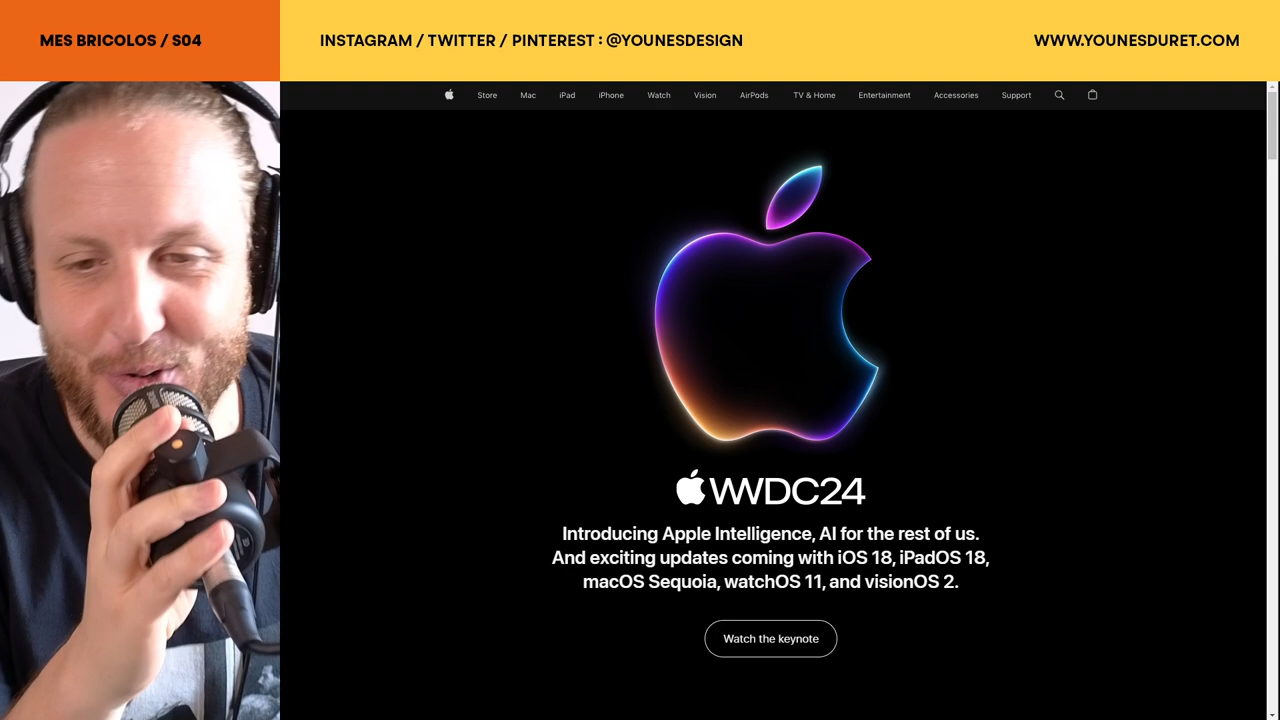 MES BRICOLOS / S04
INSTAGRAM / TWITTER / PINTEREST : @YOUNESDESIGN
WWW.YOUNESDURET.COM
Store Mac iPad iPhone Watch Vision AirPods TV & Home Entertainment Accessories Support
WWDC24
Introducing Apple Intelligence, AI for the rest of us.
And exciting updates coming with iOS 18, iPadOS 18,
macOS Sequoia, watchOS 11, and visionOS 2.
Watch the keynote